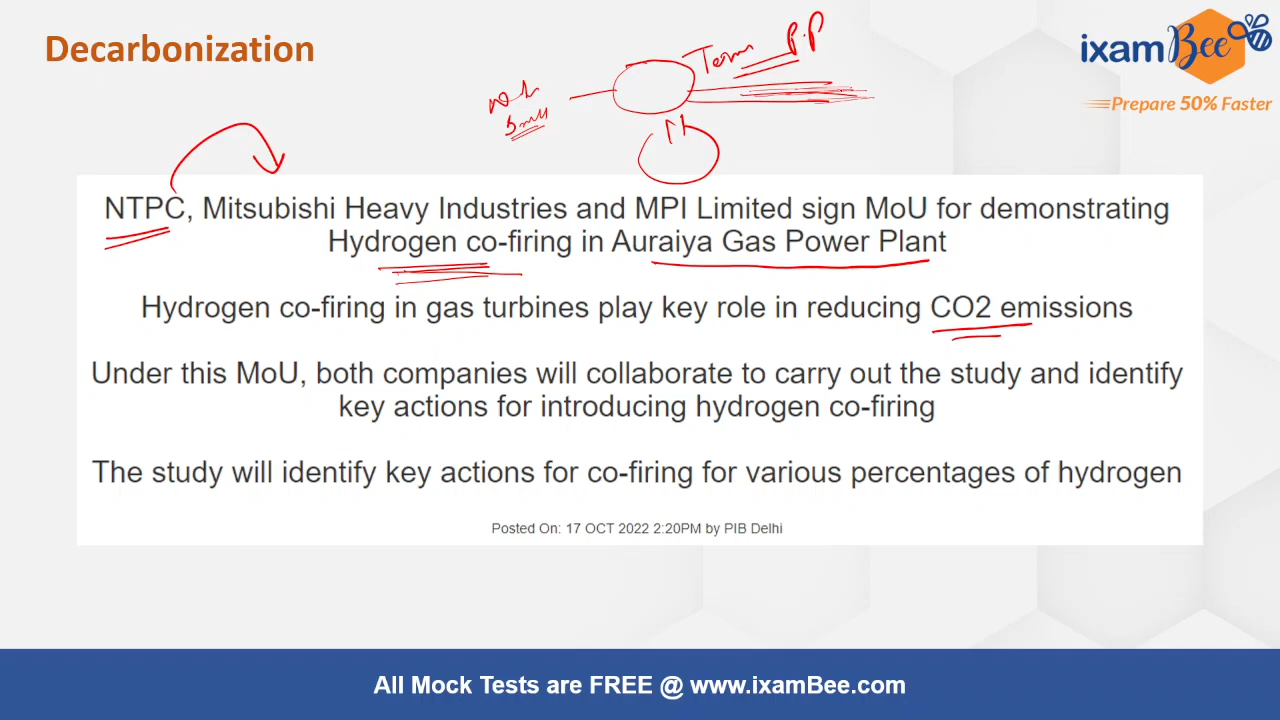 Decarbonization
ixamBee
Prepare 50% Faster
P.P
NTPC, Mitsubishi Heavy Industries and MPI Limited sign MoU for demonstrating
Hydrogen co-firing in Auraiya Gas Power Plant
Hydrogen co-firing in gas turbines play key role in reducing CO2 emissions
Under this MoU, both companies will collaborate to carry out the study and identify
key actions for introducing hydrogen co-firing
The study will identify key actions for co-firing for various percentages of hydrogen
Posted On: 17 OCT 2022 2:20PM by PIB Delhi
All Mock Tests are FREE @ www.ixamBee.com